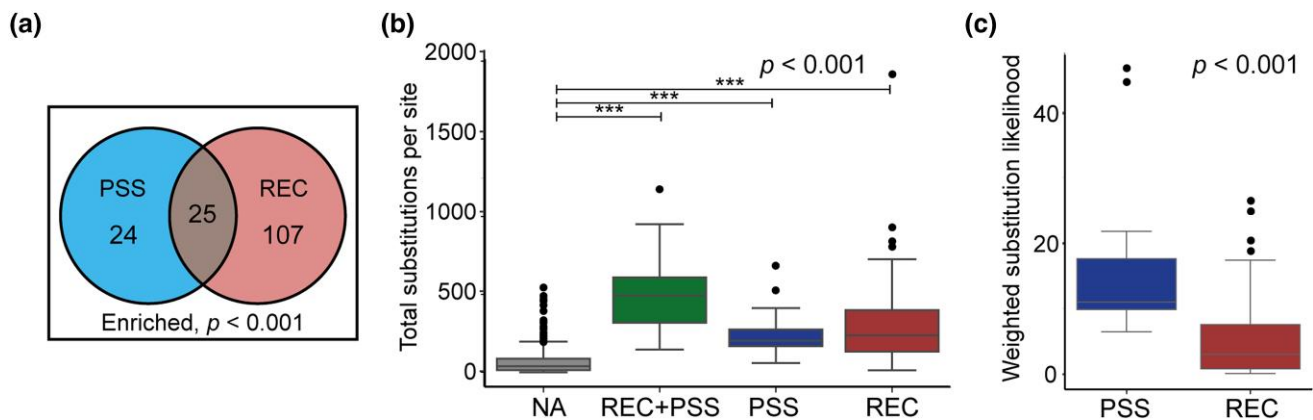 (a)
PSS
24
25
REC
107
Enriched, p < 0.001
(b)
Total substitutions per site
2000
1500
1000
500
0
p < 0.001
***
***
***
NA
REC+PSS
PSS
REC
(c)
Weighted substitution likelihood
40
20
0
p < 0.001
PSS
REC